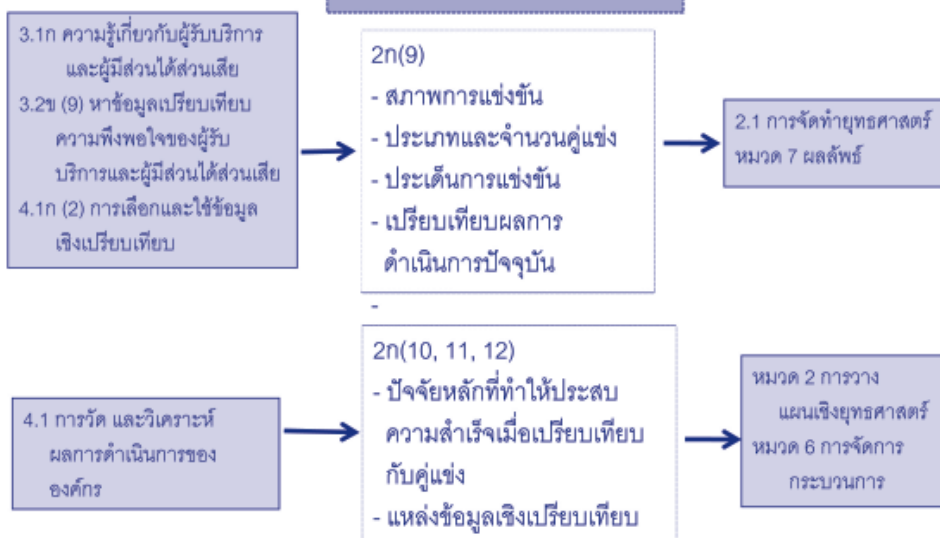 3.1ก ความรู้เกี่ยวกับผู้รับบริการ
และผู้มีส่วนได้ส่วนเสีย
3.2ข (9) หาข้อมูลเปรียบเทียบ
ความพึงพอใจของผู้รับ
บริการและผู้มีส่วนได้ส่วนเสีย
4.1ก (2) การเลือกและใช้ข้อมูล
เชิงเปรียบเทียบ
2ก(9)
- สภาพการแข่งขัน
- ประเภทและจำนวนคู่แข่ง
- ประเด็นการแข่งขัน
- เปรียบเทียบผลการ
ดำเนินการปัจจุบัน
-
2.1 การจัดทำยุทธศาสตร์
หมวด 7 ผลลัพธ์
4.1 การวัด และวิเคราะห์
ผลการดำเนินการของ
องค์กร
2ก(10, 11, 12)
- ปัจจัยหลักที่ทำให้ประสบ
ความสำเร็จเมื่อเปรียบเทียบ
กับคู่แข่ง
- แหล่งข้อมูลเชิงเปรียบเทียบ
หมวด 2 การวาง
แผนเชิงยุทธศาสตร์
หมวด 6 การจัดการ
กระบวนการ